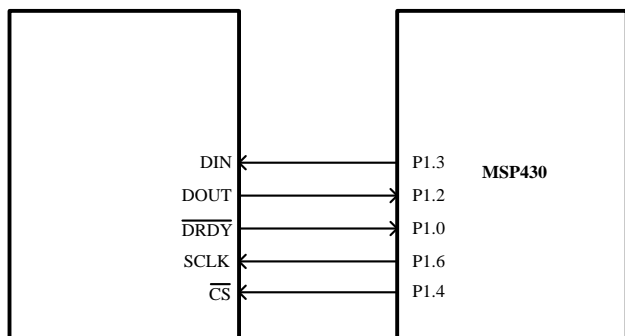 DIN P1.3
MSP430
DOUT P1.2
DRDY P1.0
SCLK P1.6
CS P1.4